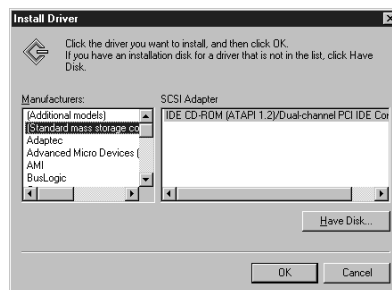 Install Driver
Click the driver you want to install, and then click OK.
If you have an installation disk for a driver that is not in the list, click Have
Disk.
Manufacturers:
(Additional models)
(Standard mass storage co
Adaptec
Advanced Micro Devices (
AMI
BusLogic
SCSI Adapter
IDE CD-ROM (ATAPI 1.2)/Dual-channel PCI IDE Con
Have Disk...
OK
Cancel